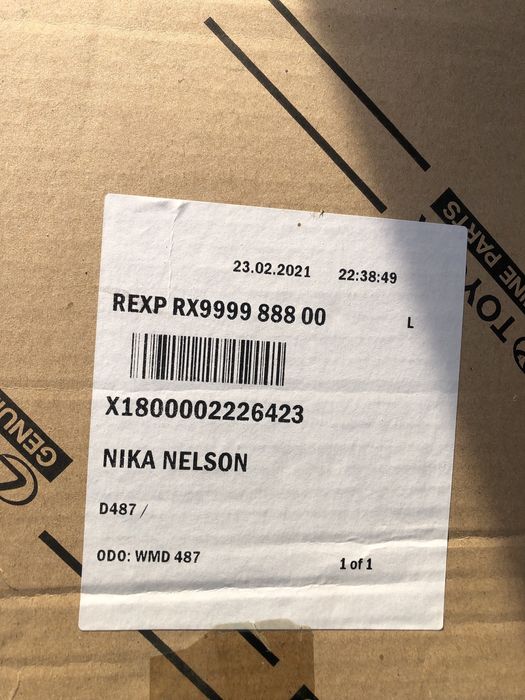 23.02.2021 22:38:49
REXP RX9999 888 00 L
X1800002226423
NIKA NELSON
D487 /
ODO: WMD 487
1 of 1
TOY
INE PARTS
GENU